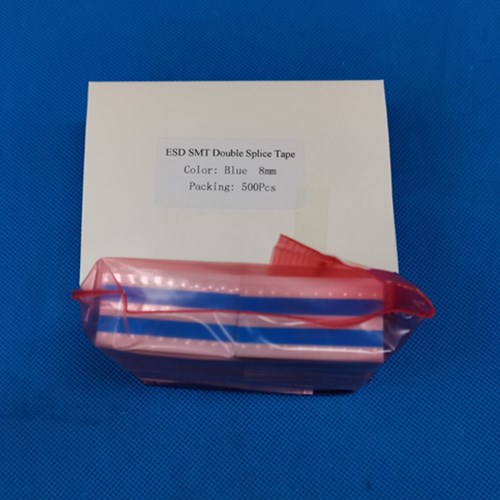 ESD SMT Double Splice Tape
Color: Blue 8mm
Packing: 500Pcs